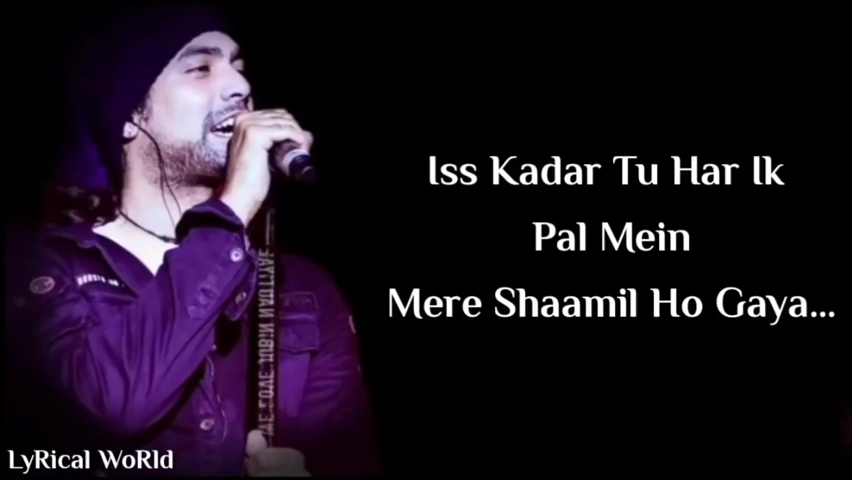 Iss Kadar Tu Har Ik
Pal Mein
Mere Shaamil Ho Gaya...
LyRical WoRld